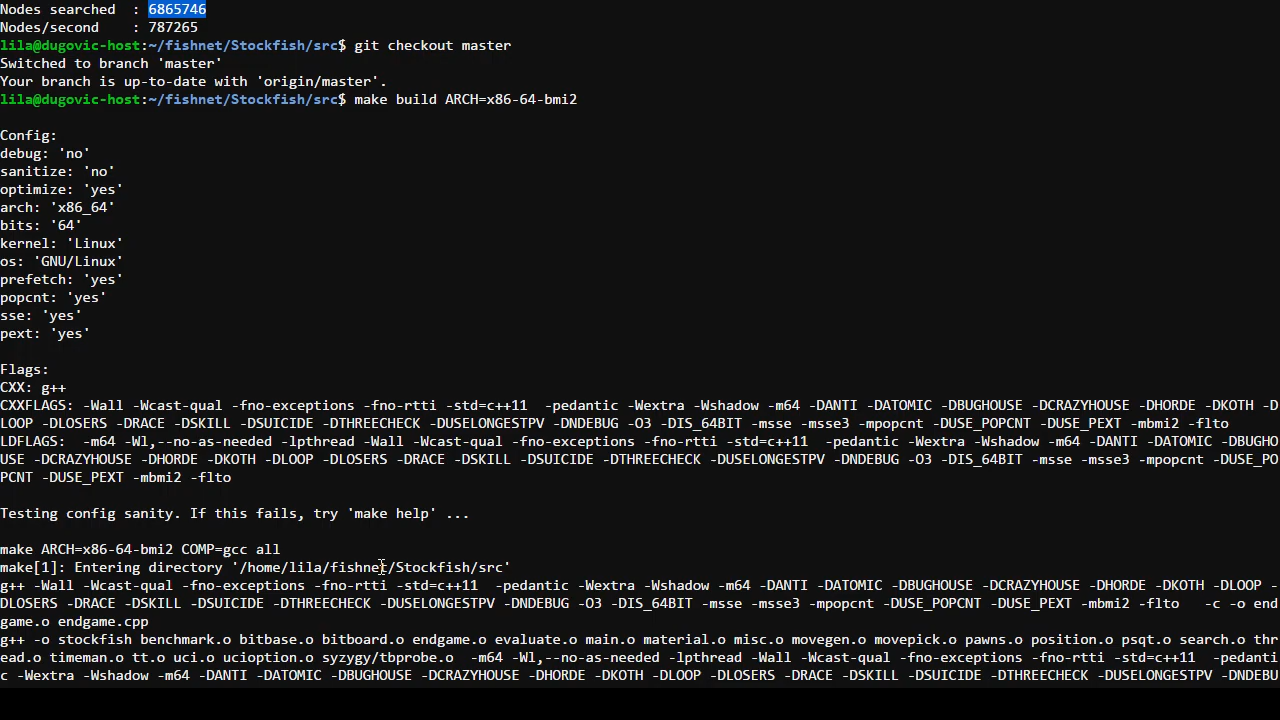 Nodes searched  : 6865746
Nodes/second    : 787265
lila@dugovic-host:~/fishnet/Stockfish/src$ git checkout master
Switched to branch 'master'
Your branch is up-to-date with 'origin/master'.
lila@dugovic-host:~/fishnet/Stockfish/src$ make build ARCH=x86-64-bmi2
Config:
debug: 'no'
sanitize: 'no'
optimize: 'yes'
arch: 'x86_64'
bits: '64'
kernel: 'Linux'
os: 'GNU/Linux'
prefetch: 'yes'
popcnt: 'yes'
sse: 'yes'
pext: 'yes'
Flags:
CXX: g++
CXXFLAGS: -Wall -Wcast-qual -fno-exceptions -fno-rtti -std=c++11  -pedantic -Wextra -Wshadow -m64 -DANTI -DATOMIC -DBUGHOUSE -DCRAZYHOUSE -DHORDE -DKOTH -D
LOOP -DLOSERS -DRACE -DSKILL -DSUICIDE -DTHREECHECK -DUSELONGESTPV -DNDEBUG -O3 -DIS_64BIT -msse -msse3 -mpopcnt -DUSE_POPCNT -DUSE_PEXT -mbmi2 -flto
LDFLAGS:  -m64 -Wl,--no-as-needed -lpthread -Wall -Wcast-qual -fno-exceptions -fno-rtti -std=c++11  -pedantic -Wextra -Wshadow -m64 -DANTI -DATOMIC -DBUGHO
USE -DCRAZYHOUSE -DHORDE -DKOTH -DLOOP -DLOSERS -DRACE -DSKILL -DSUICIDE -DTHREECHECK -DUSELONGESTPV -DNDEBUG -O3 -DIS_64BIT -msse -msse3 -mpopcnt -DUSE_PO
PCNT -DUSE_PEXT -mbmi2 -flto
Testing config sanity. If this fails, try 'make help' ...
make ARCH=x86-64-bmi2 COMP=gcc all
make[1]: Entering directory '/home/lila/fishnet/Stockfish/src'
g++ -Wall -Wcast-qual -fno-exceptions -fno-rtti -std=c++11  -pedantic -Wextra -Wshadow -m64 -DANTI -DATOMIC -DBUGHOUSE -DCRAZYHOUSE -DHORDE -DKOTH -DLOOP -
DLOSERS -DRACE -DSKILL -DSUICIDE -DTHREECHECK -DUSELONGESTPV -DNDEBUG -O3 -DIS_64BIT -msse -msse3 -mpopcnt -DUSE_POPCNT -DUSE_PEXT -mbmi2 -flto   -c -o end
game.o endgame.cpp
g++ -o stockfish benchmark.o bitbase.o bitboard.o endgame.o evaluate.o main.o material.o misc.o movegen.o movepick.o pawns.o position.o psqt.o search.o thr
ead.o timeman.o tt.o uci.o ucioption.o syzygy/tbprobe.o  -m64 -Wl,--no-as-needed -lpthread -Wall -Wcast-qual -fno-exceptions -fno-rtti -std=c++11  -pedanti
c -Wextra -Wshadow -m64 -DANTI -DATOMIC -DBUGHOUSE -DCRAZYHOUSE -DHORDE -DKOTH -DLOOP -DLOSERS -DRACE -DSKILL -DSUICIDE -DTHREECHECK -DUSELONGESTPV -DNDEBU